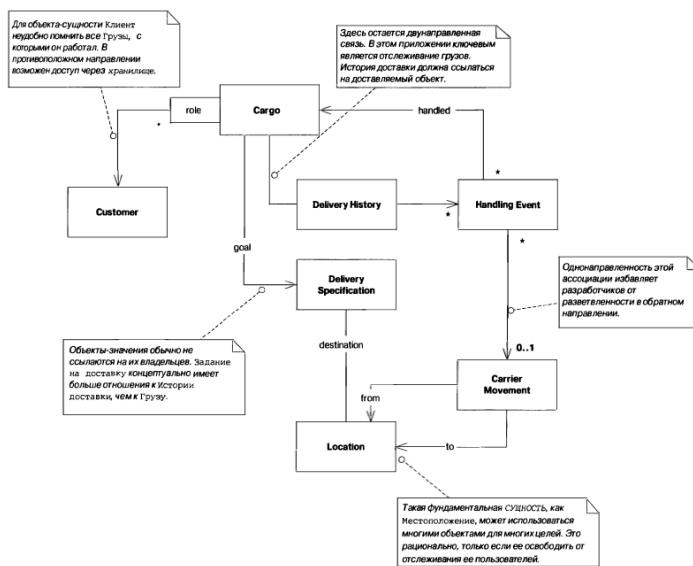 Для объекта-сущности Клиент
неудобно помнить все Грузы, с
которыми он работал. В
противоположном направлении
возможен доступ через хранилище.
Здесь остается двунаправленная
связь. В этом приложении ключевым
является отслеживание грузов.
История доставки должна ссылаться
на доставляемый объект.
role
Cargo
handled
*
Customer
Delivery History
*
*
Handling Event
*
goal
Delivery
Specification
Однонаправленность этой
ассоциации избавляет
разработчиков от
разветвленности в обратном
направлении.
destination
0..1
Объекты-значения обычно не
ссылаются на их владельцев. Задание
на доставку концептуально имеет
больше отношения к Истории
доставки, чем к Грузу.
Carrier
Movement
from
Location
to
Такая фундаментальная СУЩНОСТЬ, как
Местоположение, может использоваться
многими объектами для многих целей. Это
рационально, только если ее освободить от
отслеживания ее пользователей.